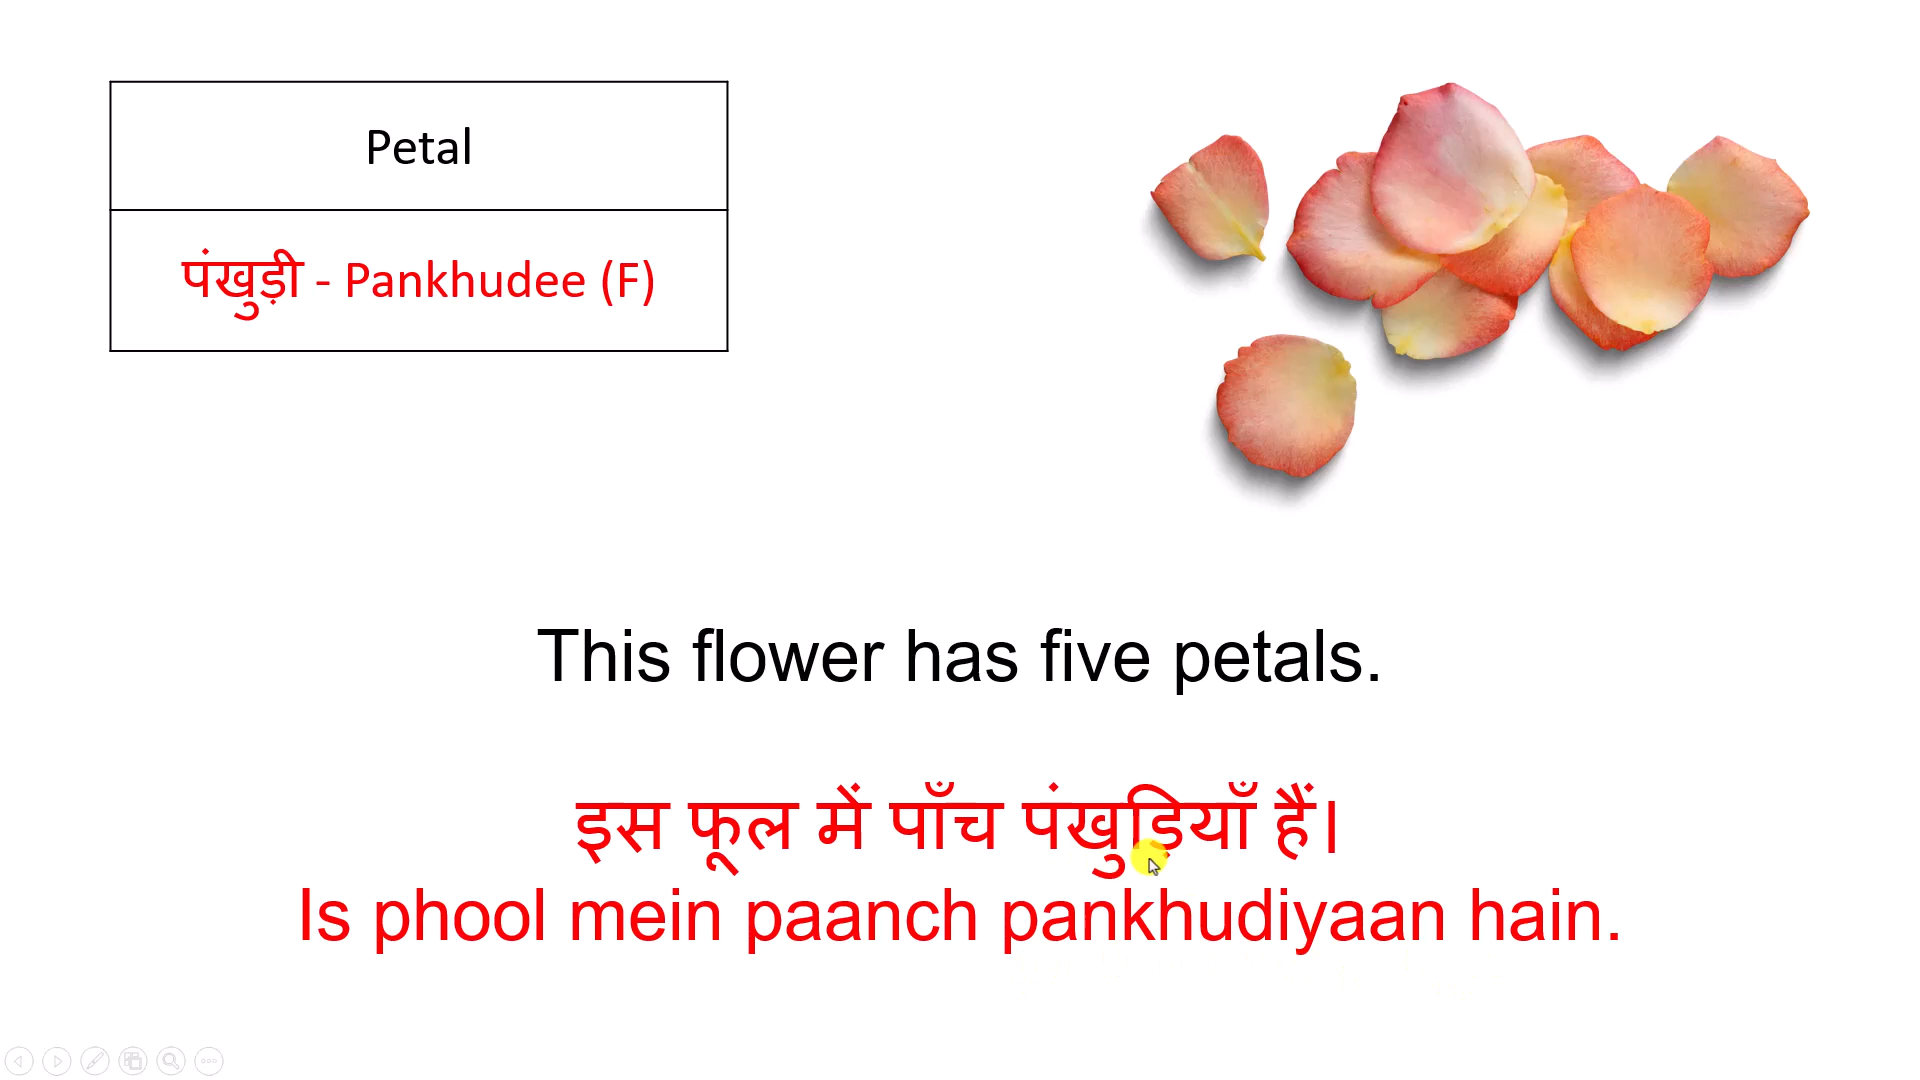 Petal
पंखुड़ी - Pankhudee (F)
This flower has five petals.
इस फूल में पाँच पंखुड़ियाँ हैं।
Is phool mein paanch pankhudiyaan hain.